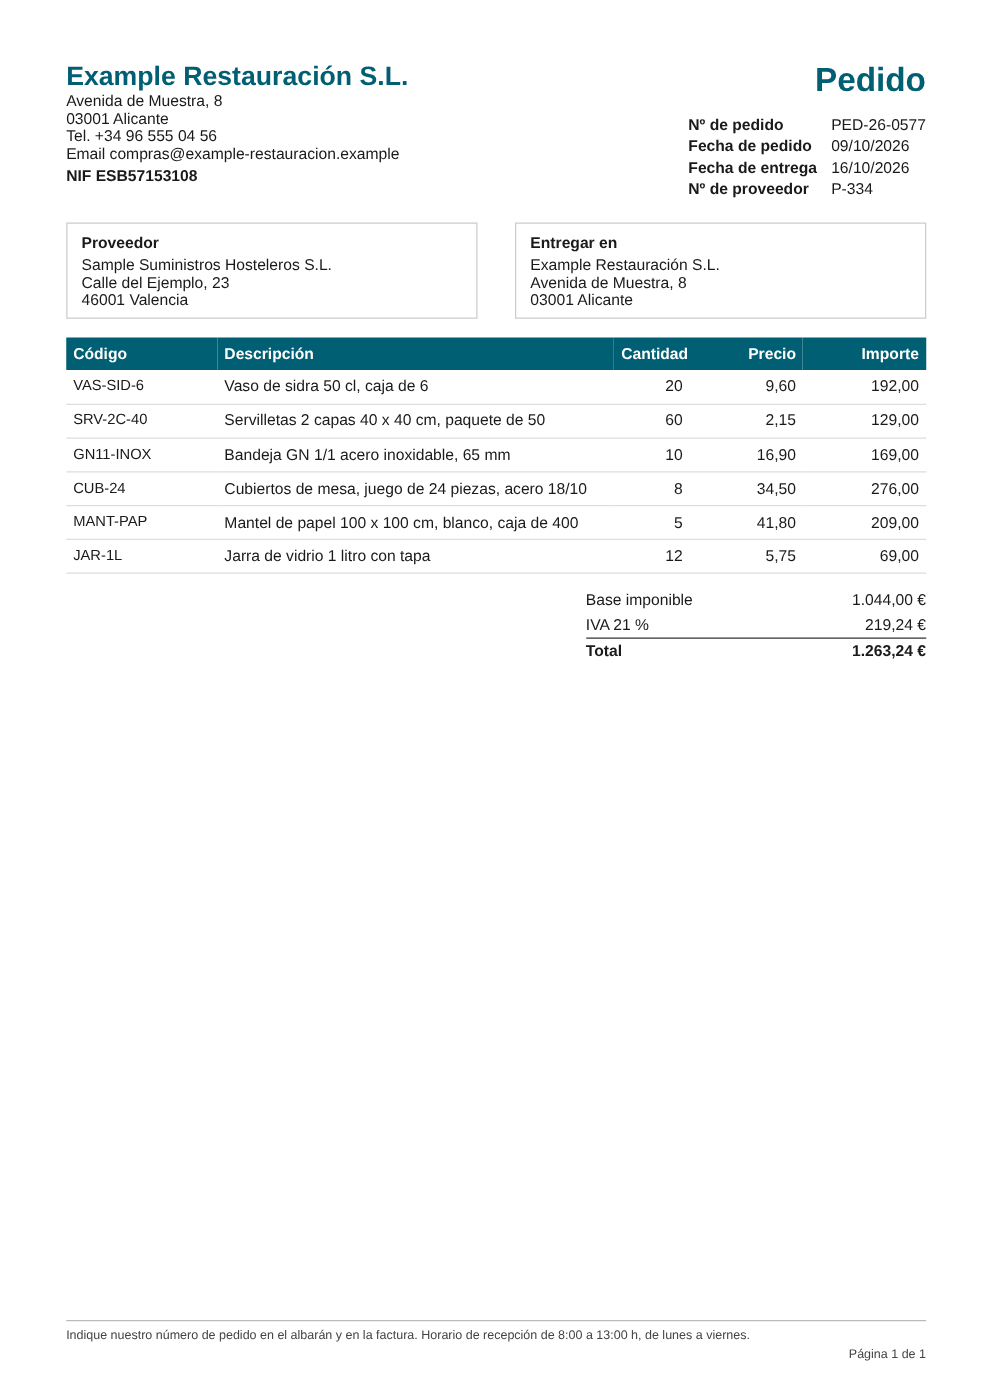 Example Restauración S.L.
Avenida de Muestra, 8
03001 Alicante
Tel. +34 96 555 04 56
Email compras@example-restauracion.example
NIF ESB57153108
Pedido
Nº de pedido PED-26-0577
Fecha de pedido 09/10/2026
Fecha de entrega 16/10/2026
Nº de proveedor P-334
Proveedor
Sample Suministros Hosteleros S.L.
Calle del Ejemplo, 23
46001 Valencia
Entregar en
Example Restauración S.L.
Avenida de Muestra, 8
03001 Alicante
Código Descripción Cantidad Precio Importe
VAS-SID-6 Vaso de sidra 50 cl, caja de 6 20 9,60 192,00
SRV-2C-40 Servilletas 2 capas 40 x 40 cm, paquete de 50 60 2,15 129,00
GN11-INOX Bandeja GN 1/1 acero inoxidable, 65 mm 10 16,90 169,00
CUB-24 Cubiertos de mesa, juego de 24 piezas, acero 18/10 8 34,50 276,00
MANT-PAP Mantel de papel 100 x 100 cm, blanco, caja de 400 5 41,80 209,00
JAR-1L Jarra de vidrio 1 litro con tapa 12 5,75 69,00
Base imponible 1.044,00 €
IVA 21 % 219,24 €
Total 1.263,24 €
Indique nuestro número de pedido en el albarán y en la factura. Horario de recepción de 8:00 a 13:00 h, de lunes a viernes.
Página 1 de 1